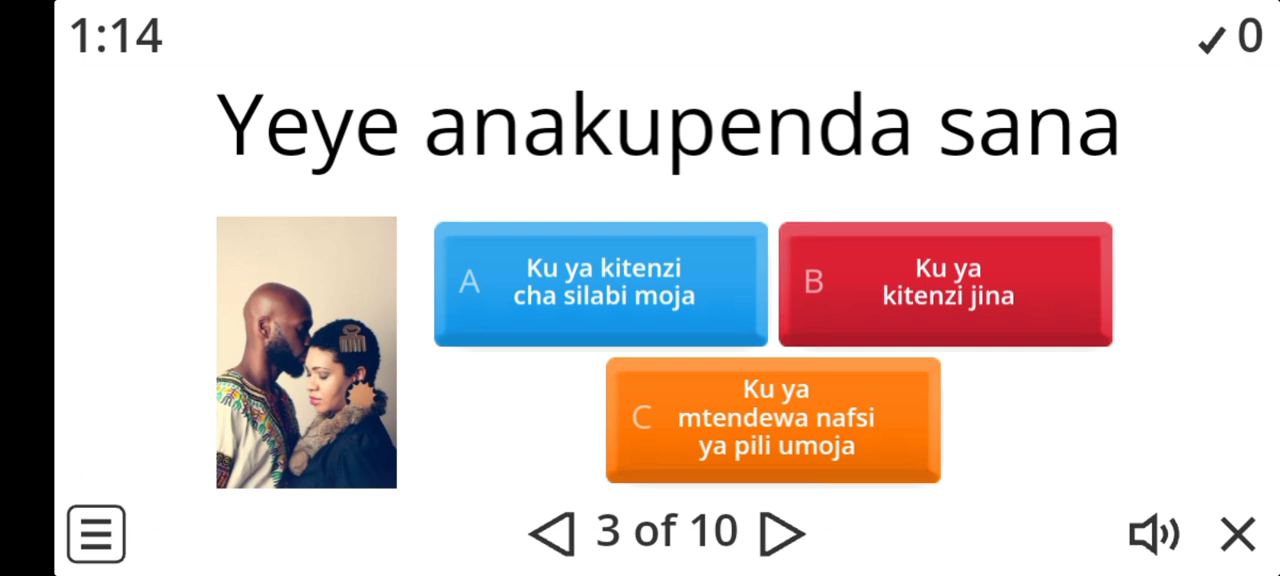 1:14
0
Yeye anakupenda sana
A
Ku ya kitenzi
cha silabi moja
B
Ku ya
kitenzi jina
C
Ku ya
mtendewa nafsi
ya pili umoja
3 of 10